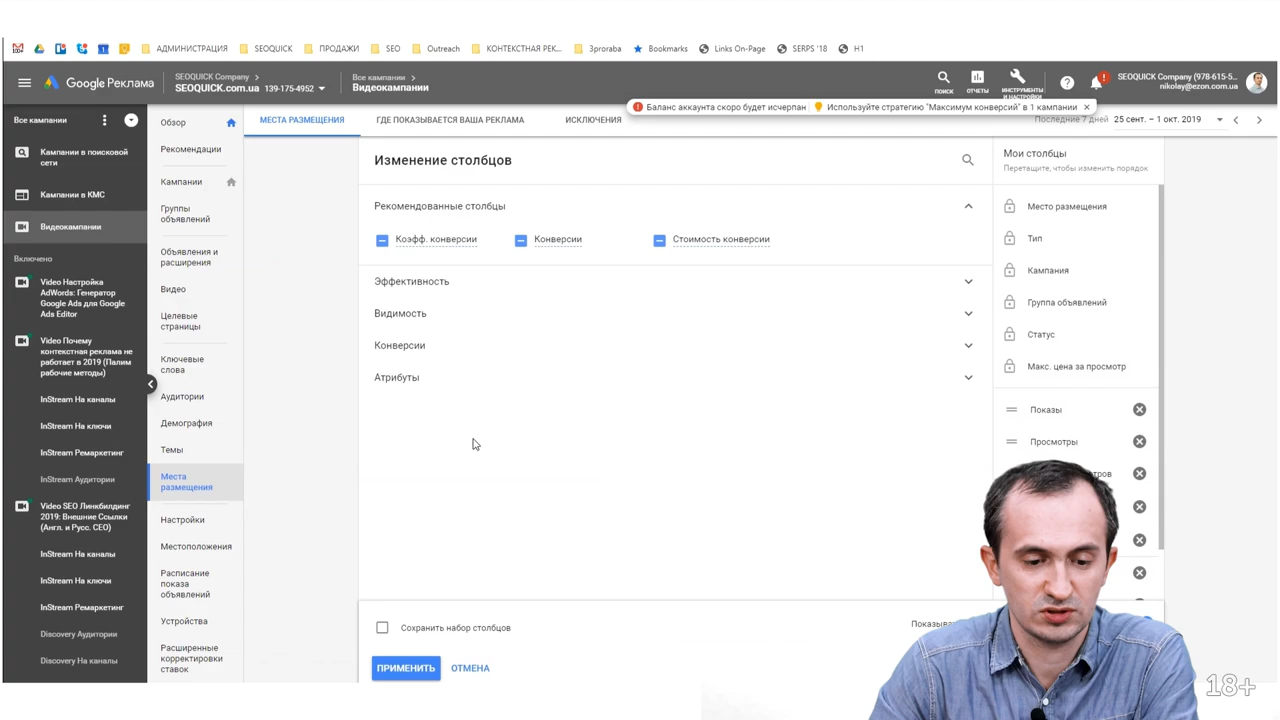 АДМИНИСТРАЦИЯ
SEOQUICK
ПРОДАЖИ
SEO
Outreach
КОНТЕКСТНАЯ РЕК...
3proraba
Bookmarks
Links On-Page
SERPS '18
H1
Google Реклама
SEOQUICK Company
SEOQUICK.com.ua 139-175-4952
Все кампании
Видеокампании
ПОИСК
ОТЧЕТЫ
ИНСТРУМЕНТЫ
И НАСТРОЙКИ
SEOQUICK Company (978-615-5...
nikolay@ezon.com.ua
Баланс аккаунта скоро будет исчерпан
Используйте стратегию "Максимум конверсий" в 1 кампании
Все кампании
Кампании в поисковой
сети
Кампании в КМС
Видеокампании
Включено
Video Настройка
AdWords: Генератор
Google Ads для Google
Ads Editor
Video Почему
контекстная реклама не
работает в 2019 (Палим
рабочие методы)
InStream На каналы
InStream На ключи
InStream Ремаркетинг
InStream Аудитории
Video SEO Линкбилдинг
2019: Внешние Ссылки
(Англ. и Русс. СЕО)
InStream На каналы
InStream На ключи
InStream Ремаркетинг
Discovery Аудитории
Discovery На каналы
Обзор
Рекомендации
Кампании
Группы
объявлений
Объявления и
расширения
Видео
Целевые
страницы
Ключевые
слова
Аудитории
Демография
Темы
Места
размещения
Настройки
Местоположения
Расписание
показа
объявлений
Устройства
Расширенные
корректировки
ставок
МЕСТА РАЗМЕЩЕНИЯ
ГДЕ ПОКАЗЫВАЕТСЯ ВАША РЕКЛАМА
ИСКЛЮЧЕНИЯ
Последние 7 дней
25 сент. – 1 окт. 2019
Изменение столбцов
Рекомендованные столбцы
Коэфф. конверсии
Конверсии
Стоимость конверсии
Эффективность
Видимость
Конверсии
Атрибуты
Сохранить набор столбцов
ПРИМЕНИТЬ
ОТМЕНА
Мои столбцы
Перетащите, чтобы изменить порядок
Место размещения
Тип
Кампания
Группа объявлений
Статус
Макс. цена за просмотр
Показы
Просмотры
18+